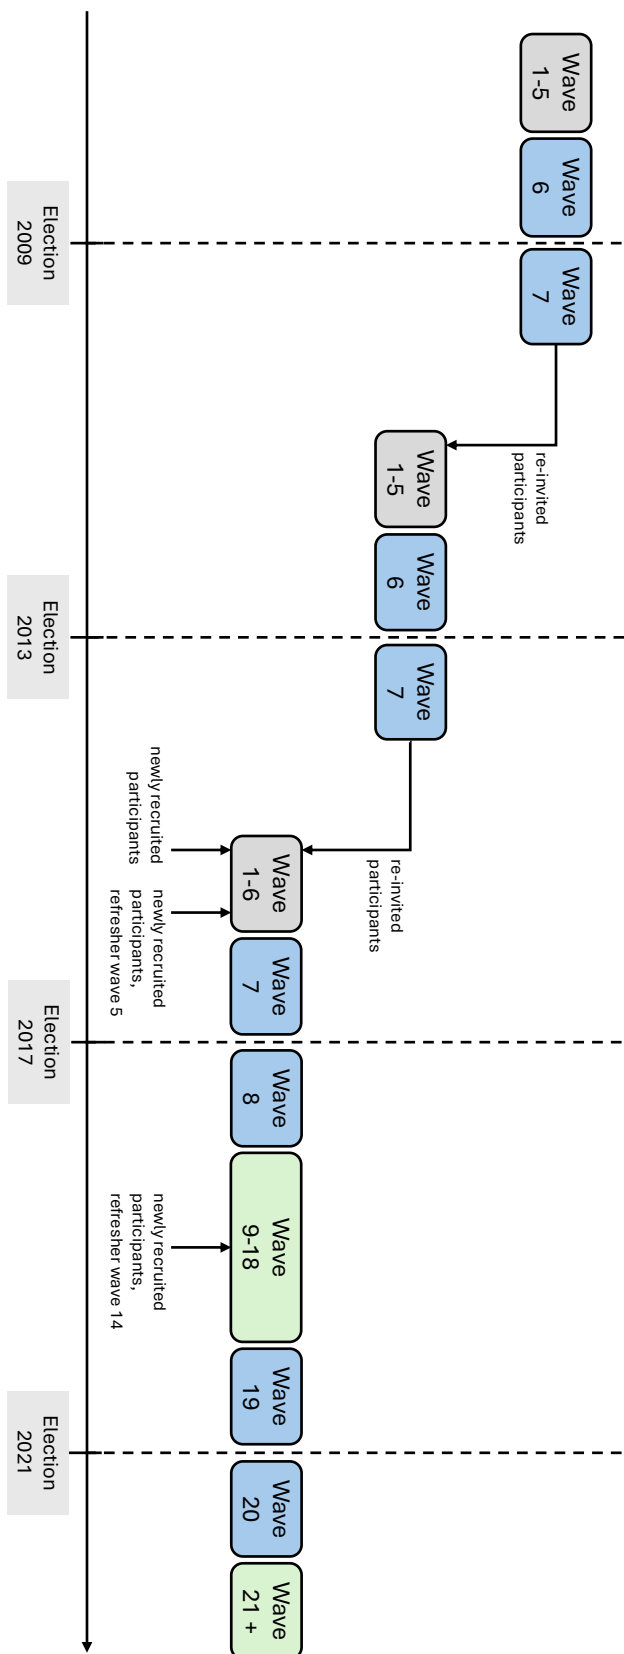 Wave
1-5
Wave
6
Wave
7
re-invited
participants
Wave
1-5
Wave
6
Wave
7
re-invited
participants
Wave
1-6
Wave
7
Wave
8
Wave
9-18
Wave
19
Wave
20
Wave
21 +
newly recruited
participants
newly recruited
participants,
refresher wave 5
newly recruited
participants,
refresher wave 14
Election
2009
Election
2013
Election
2017
Election
2021